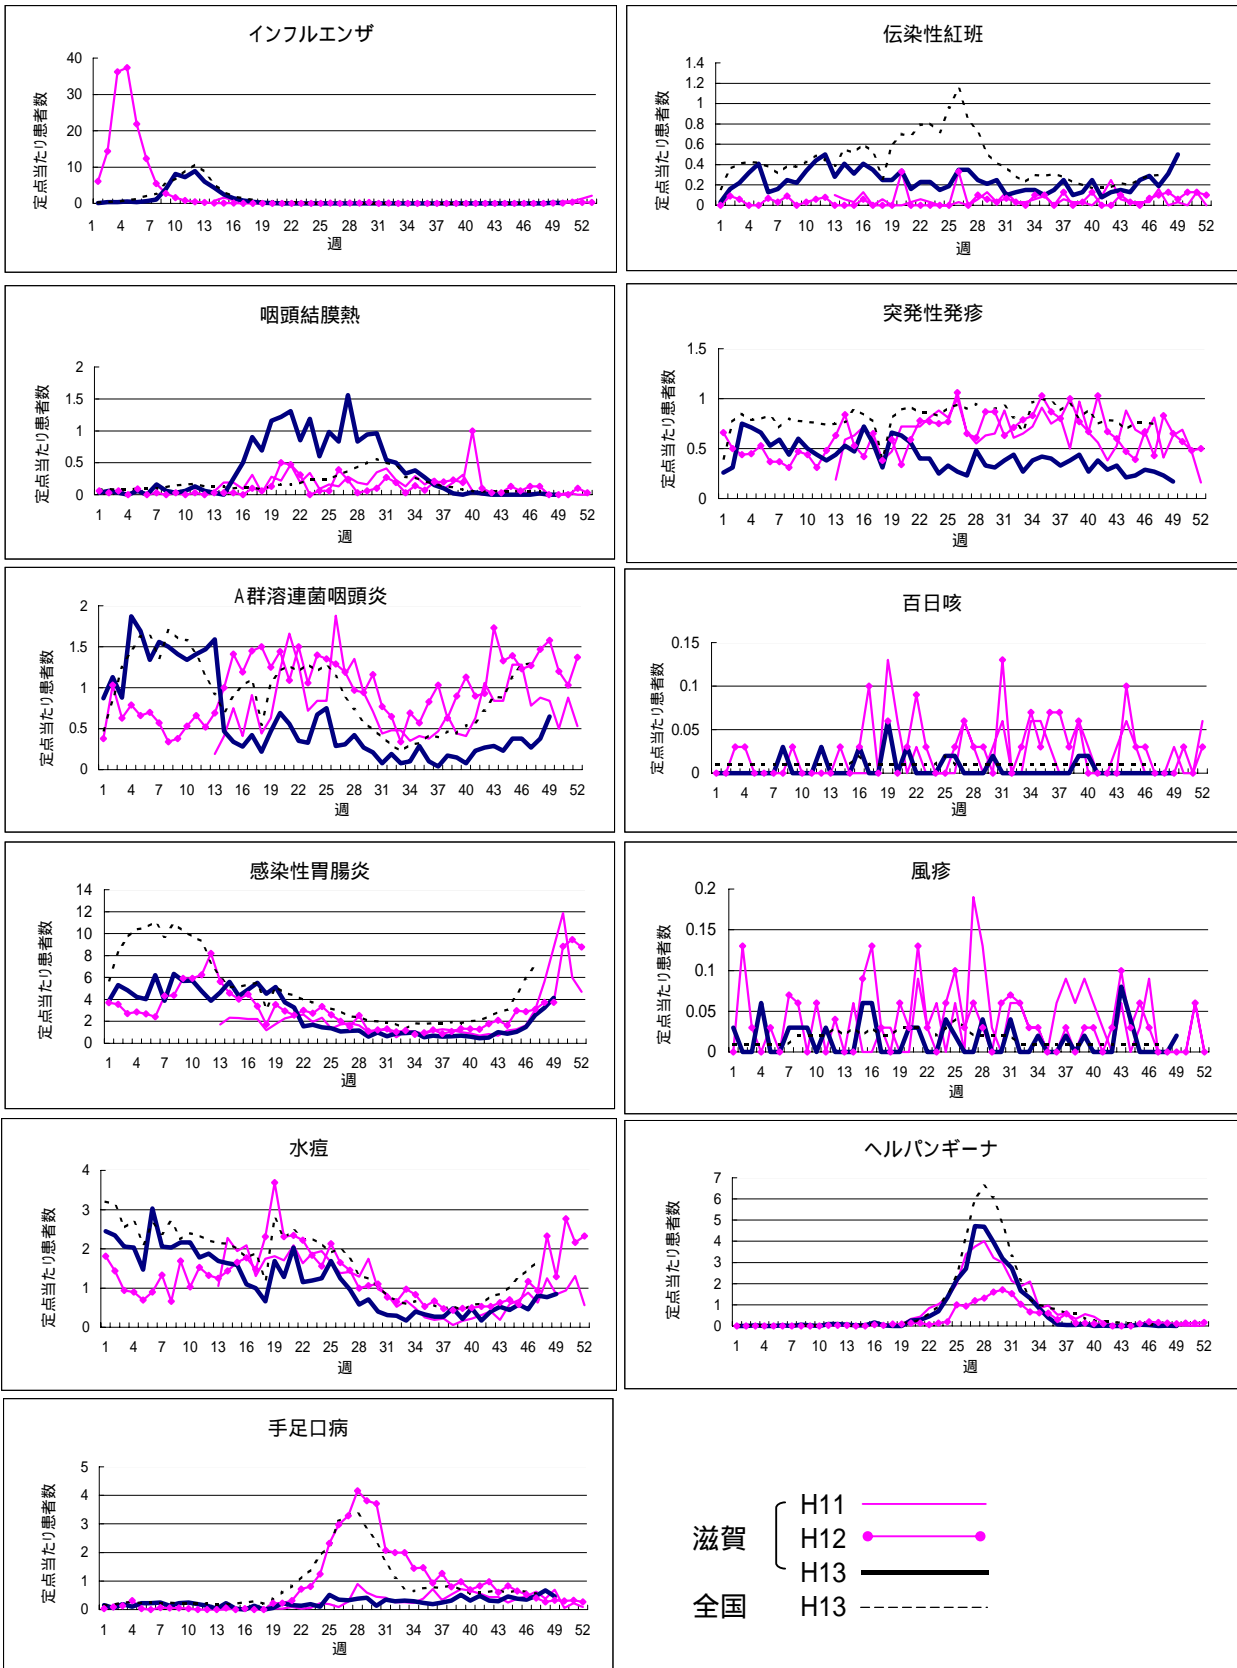 インフルエンザ
定点当たり患者数
40
30
20
10
0
1 4 7 10 13 16 19 22 25 28 31 34 37 40 43 46 49 52
週
伝染性紅班
定点当たり患者数
1.4
1.2
1
0.8
0.6
0.4
0.2
0
1 4 7 10 13 16 19 22 25 28 31 34 37 40 43 46 49 52
週
咽頭結膜熱
定点当たり患者数
2
1.5
1
0.5
0
1 4 7 10 13 16 19 22 25 28 31 34 37 40 43 46 49 52
週
突発性発疹
定点当たり患者数
1.5
1
0.5
0
1 4 7 10 13 16 19 22 25 28 31 34 37 40 43 46 49 52
週
A群溶連菌咽頭炎
定点当たり患者数
2
1.5
1
0.5
0
1 4 7 10 13 16 19 22 25 28 31 34 37 40 43 46 49 52
週
百日咳
定点当たり患者数
0.15
0.1
0.05
0
1 4 7 10 13 16 19 22 25 28 31 34 37 40 43 46 49 52
週
感染性胃腸炎
定点当たり患者数
14
12
10
8
6
4
2
0
1 4 7 10 13 16 19 22 25 28 31 34 37 40 43 46 49 52
週
風疹
定点当たり患者数
0.2
0.15
0.1
0.05
0
1 4 7 10 13 16 19 22 25 28 31 34 37 40 43 46 49 52
週
水痘
定点当たり患者数
4
3
2
1
0
1 4 7 10 13 16 19 22 25 28 31 34 37 40 43 46 49 52
週
ヘルパンギーナ
定点当たり患者数
7
6
5
4
3
2
1
0
1 4 7 10 13 16 19 22 25 28 31 34 37 40 43 46 49 52
週
手足口病
定点当たり患者数
5
4
3
2
1
0
1 4 7 10 13 16 19 22 25 28 31 34 37 40 43 46 49 52
週
滋賀
H11
H12
H13
全国 H13